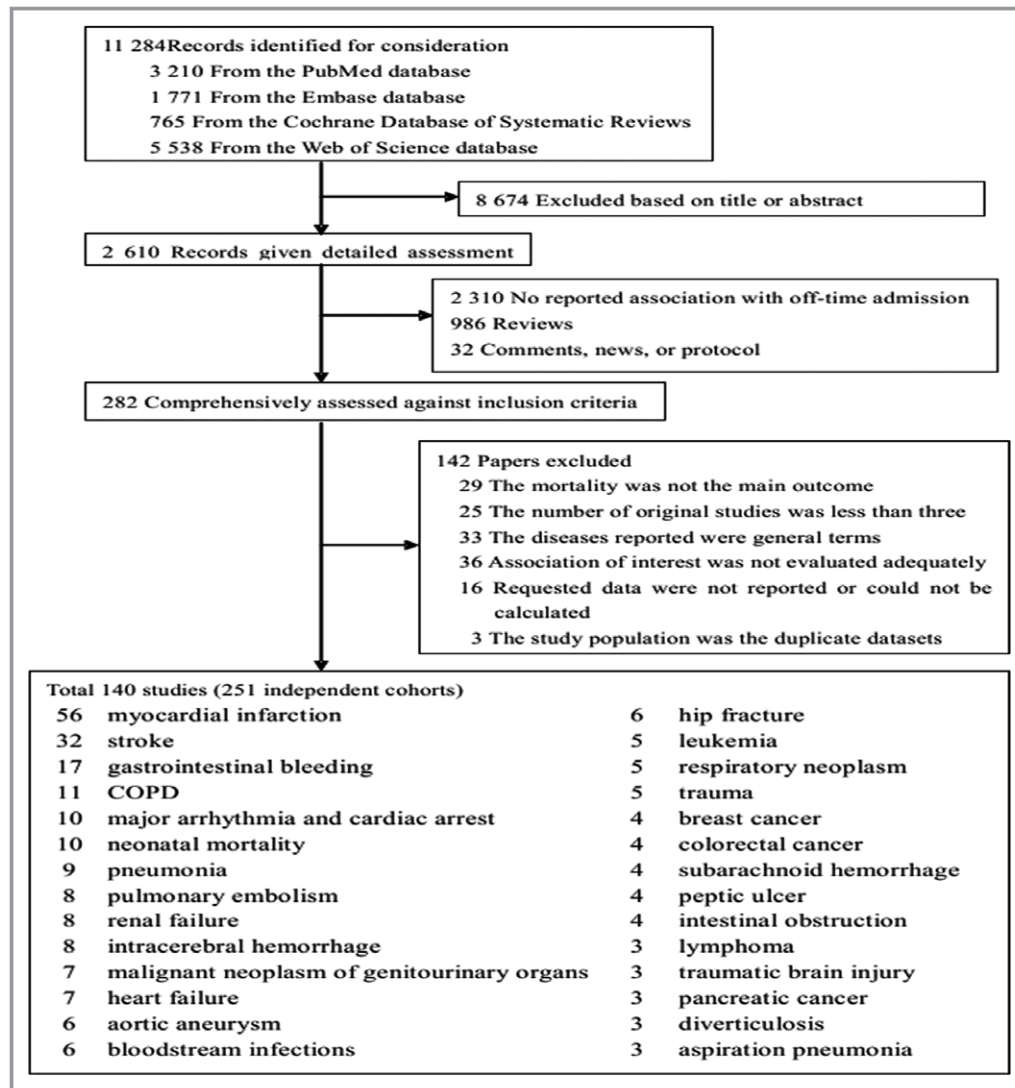 11 284Records identified for consideration
3 210 From the PubMed database
1 771 From the Embase database
765 From the Cochrane Database of Systematic Reviews
5 538 From the Web of Science database
8 674 Excluded based on title or abstract
2 610 Records given detailed assessment
2 310 No reported association with off-time admission
986 Reviews
32 Comments, news, or protocol
282 Comprehensively assessed against inclusion criteria
142 Papers excluded
29 The mortality was not the main outcome
25 The number of original studies was less than three
33 The diseases reported were general terms
36 Association of interest was not evaluated adequately
16 Requested data were not reported or could not be
calculated
3 The study population was the duplicate datasets
Total 140 studies (251 independent cohorts)
56 myocardial infarction
32 stroke
17 gastrointestinal bleeding
11 COPD
10 major arrhythmia and cardiac arrest
10 neonatal mortality
9 pneumonia
8 pulmonary embolism
8 renal failure
8 intracerebral hemorrhage
7 malignant neoplasm of genitourinary organs
7 heart failure
6 aortic aneurysm
6 bloodstream infections
6 hip fracture
5 leukemia
5 respiratory neoplasm
5 trauma
4 breast cancer
4 colorectal cancer
4 subarachnoid hemorrhage
4 peptic ulcer
4 intestinal obstruction
3 lymphoma
3 traumatic brain injury
3 pancreatic cancer
3 diverticulosis
3 aspiration pneumonia